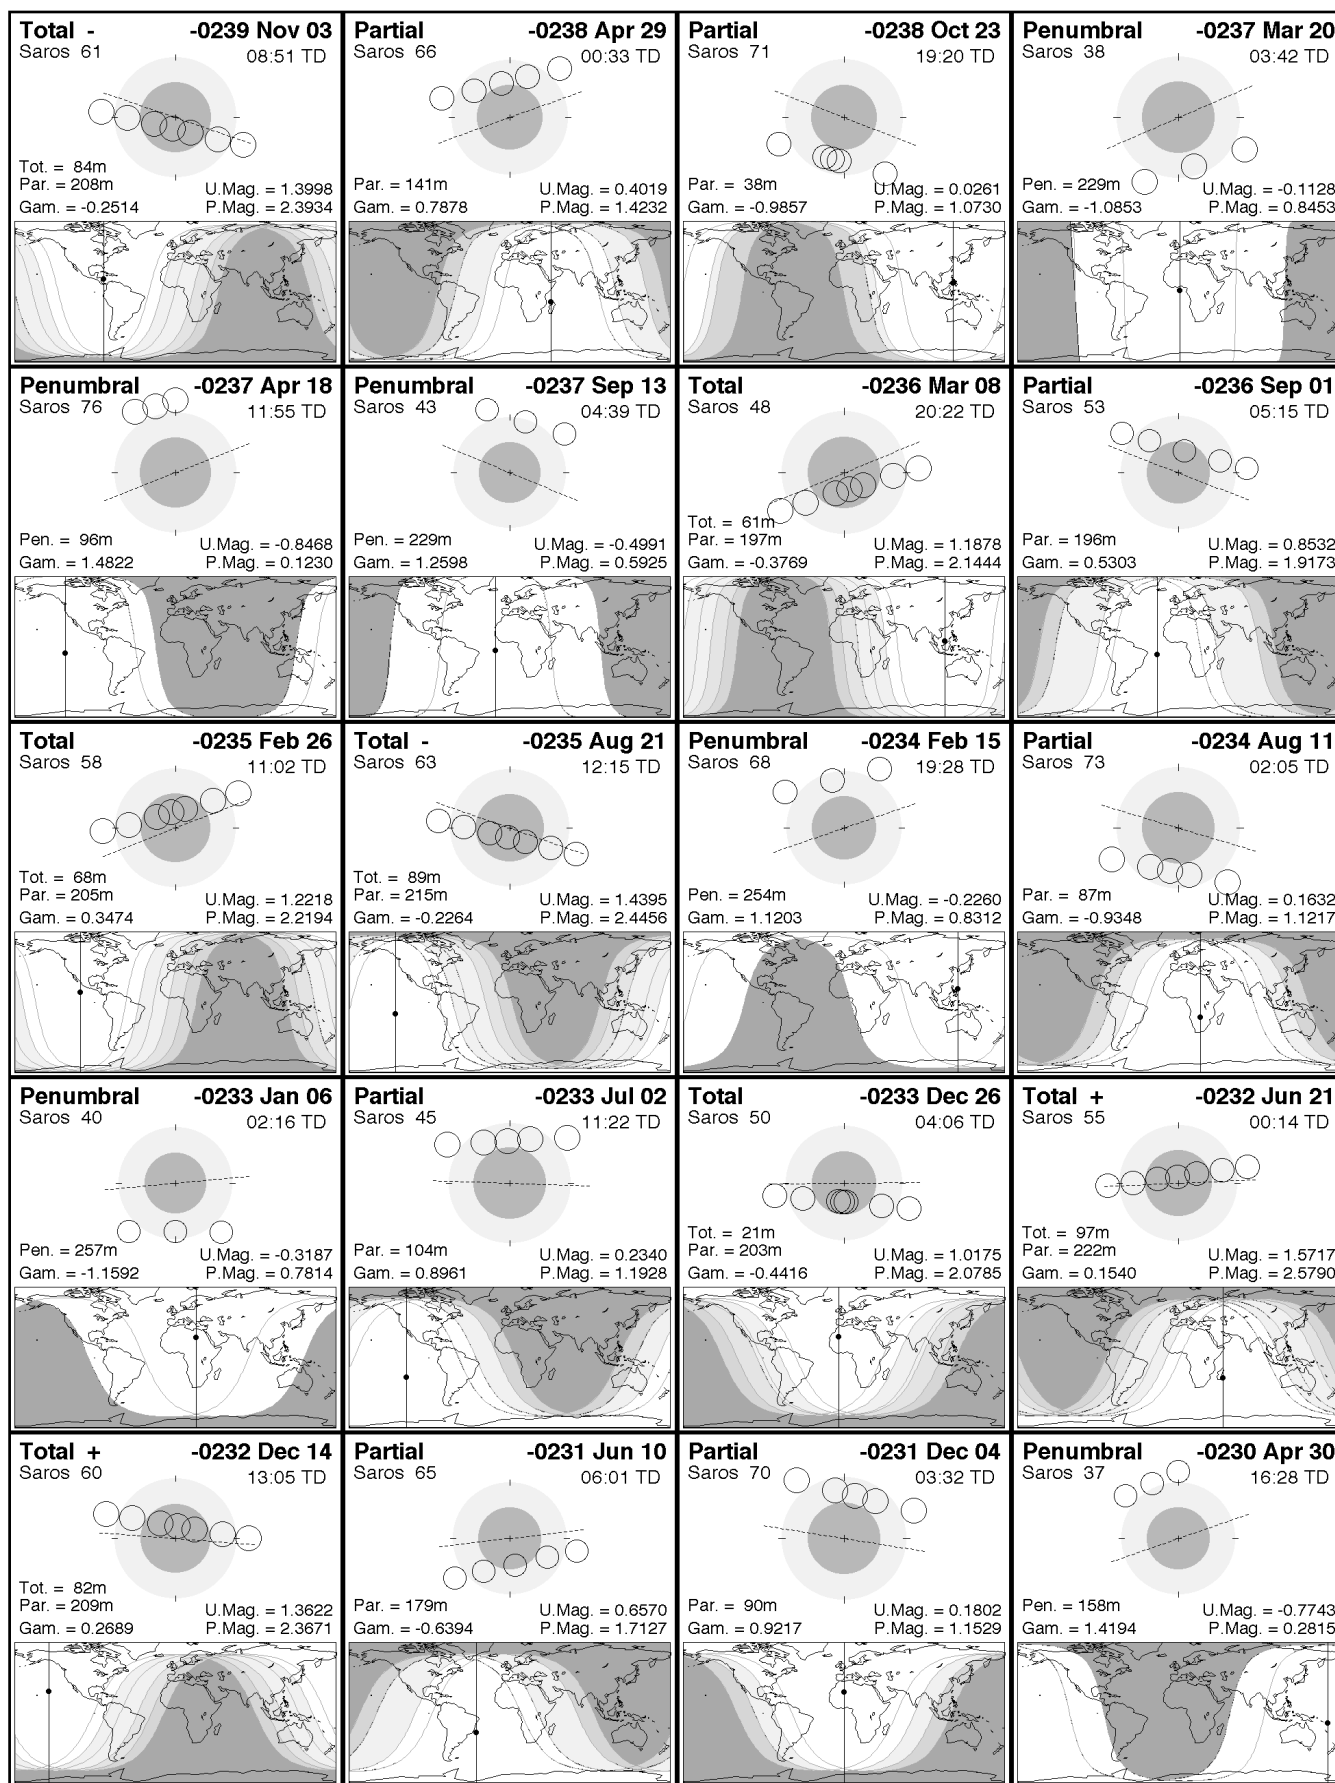 Total - -0239 Nov 03
Saros 61 08:51 TD
Tot. = 84m
Par. = 208m U.Mag. = 1.3998
Gam. = -0.2514 P.Mag. = 2.3934
Partial -0238 Apr 29
Saros 66 00:33 TD
Par. = 141m U.Mag. = 0.4019
Gam. = 0.7878 P.Mag. = 1.4232
Partial -0238 Oct 23
Saros 71 19:20 TD
Par. = 38m U.Mag. = 0.0261
Gam. = -0.9857 P.Mag. = 1.0730
Penumbral -0237 Mar 20
Saros 38 03:42 TD
Pen. = 229m U.Mag. = -0.1128
Gam. = -1.0853 P.Mag. = 0.8453
Penumbral -0237 Apr 18
Saros 76 11:55 TD
Pen. = 96m U.Mag. = -0.8468
Gam. = 1.4822 P.Mag. = 0.1230
Penumbral -0237 Sep 13
Saros 43 04:39 TD
Pen. = 229m U.Mag. = -0.4991
Gam. = 1.2598 P.Mag. = 0.5925
Total -0236 Mar 08
Saros 48 20:22 TD
Tot. = 61m
Par. = 197m U.Mag. = 1.1878
Gam. = -0.3769 P.Mag. = 2.1444
Partial -0236 Sep 01
Saros 53 05:15 TD
Par. = 196m U.Mag. = 0.8532
Gam. = 0.5303 P.Mag. = 1.9173
Total -0235 Feb 26
Saros 58 11:02 TD
Tot. = 68m
Par. = 205m U.Mag. = 1.2218
Gam. = 0.3474 P.Mag. = 2.2194
Total - -0235 Aug 21
Saros 63 12:15 TD
Tot. = 89m
Par. = 215m U.Mag. = 1.4395
Gam. = -0.2264 P.Mag. = 2.4456
Penumbral -0234 Feb 15
Saros 68 19:28 TD
Pen. = 254m U.Mag. = -0.2260
Gam. = 1.1203 P.Mag. = 0.8312
Partial -0234 Aug 11
Saros 73 02:05 TD
Par. = 87m U.Mag. = 0.1632
Gam. = -0.9348 P.Mag. = 1.1217
Penumbral -0233 Jan 06
Saros 40 02:16 TD
Pen. = 257m U.Mag. = -0.3187
Gam. = -1.1592 P.Mag. = 0.7814
Partial -0233 Jul 02
Saros 45 11:22 TD
Par. = 104m U.Mag. = 0.2340
Gam. = 0.8961 P.Mag. = 1.1928
Total -0233 Dec 26
Saros 50 04:06 TD
Tot. = 21m
Par. = 203m U.Mag. = 1.0175
Gam. = -0.4416 P.Mag. = 2.0785
Total + -0232 Jun 21
Saros 55 00:14 TD
Tot. = 97m
Par. = 222m U.Mag. = 1.5717
Gam. = 0.1540 P.Mag. = 2.5790
Total + -0232 Dec 14
Saros 60 13:05 TD
Tot. = 82m
Par. = 209m U.Mag. = 1.3622
Gam. = 0.2689 P.Mag. = 2.3671
Partial -0231 Jun 10
Saros 65 06:01 TD
Par. = 179m U.Mag. = 0.6570
Gam. = -0.6394 P.Mag. = 1.7127
Partial -0231 Dec 04
Saros 70 03:32 TD
Par. = 90m U.Mag. = 0.1802
Gam. = 0.9217 P.Mag. = 1.1529
Penumbral -0230 Apr 30
Saros 37 16:28 TD
Pen. = 158m U.Mag. = -0.7743
Gam. = 1.4194 P.Mag. = 0.2815